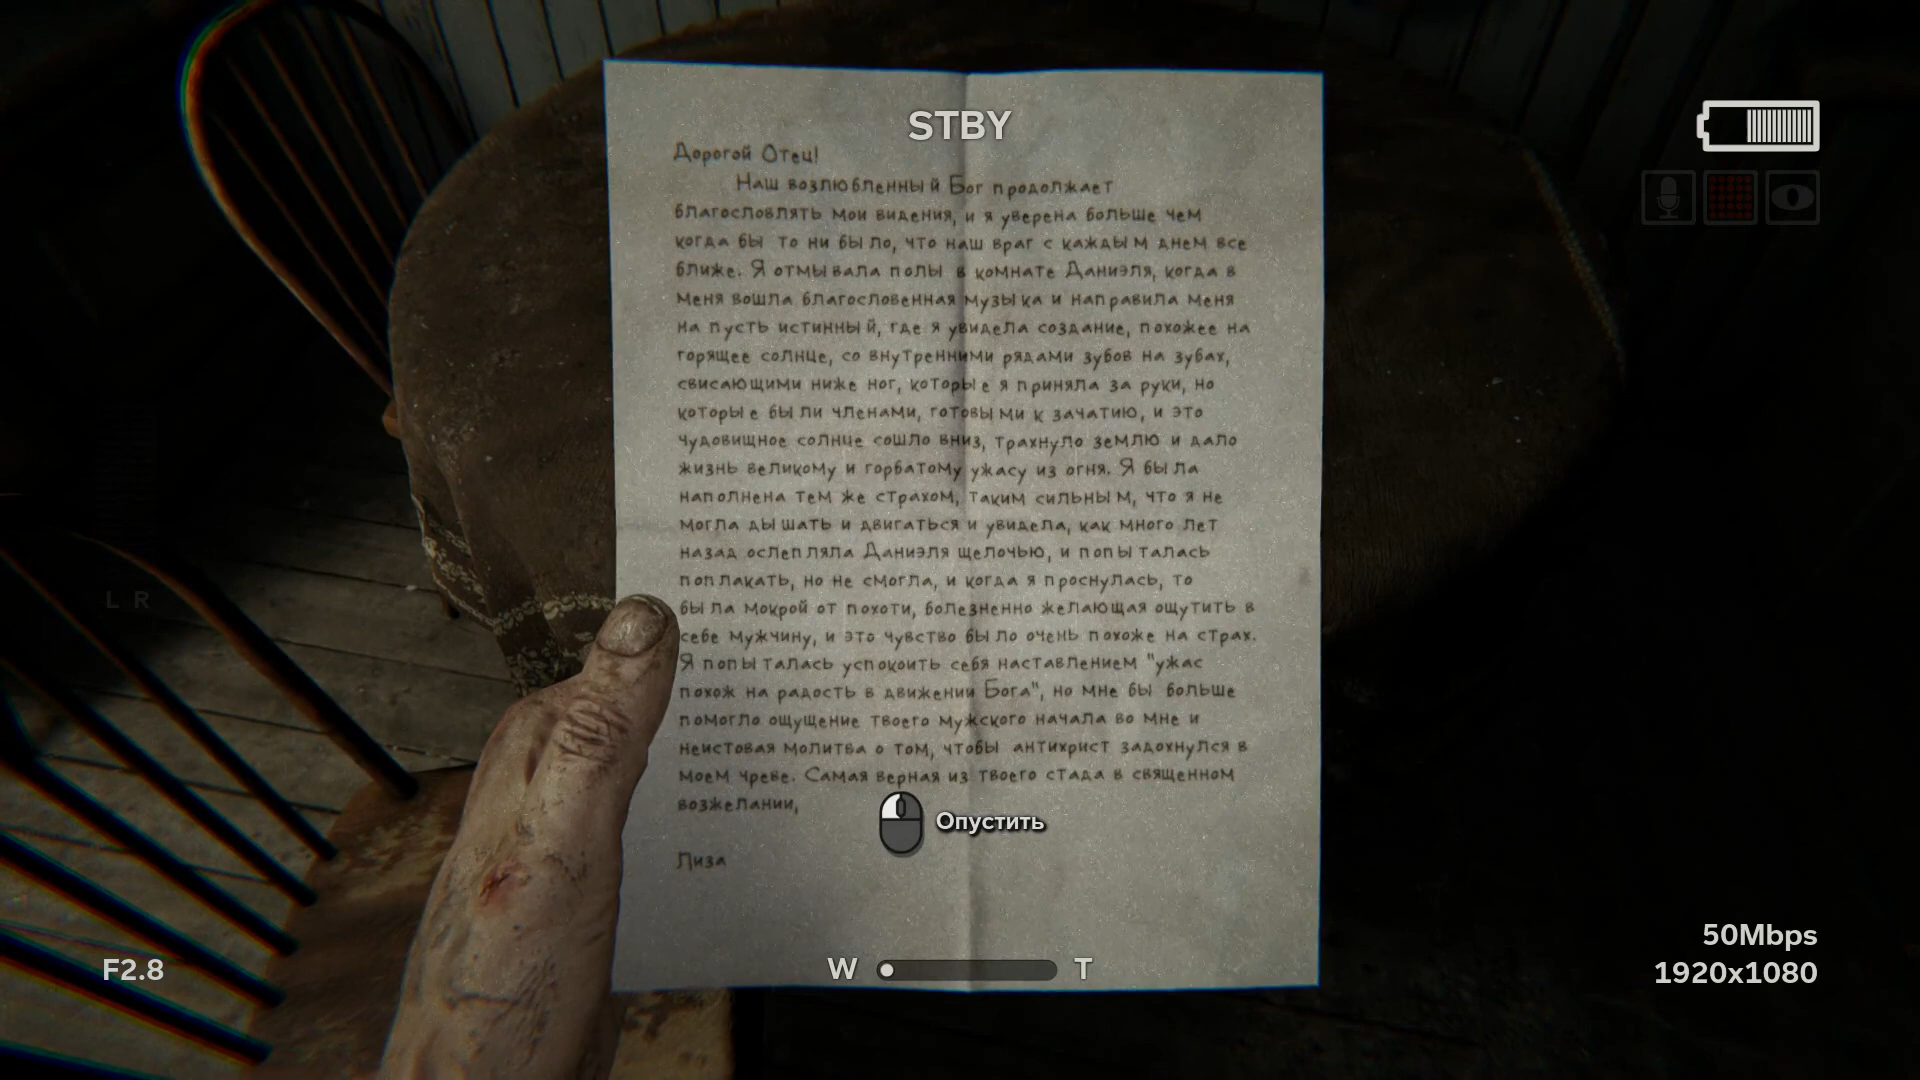 STBY
Дорогой Отец!
Наш возлюбленный Бог продолжает
благословлять мои видения, и я уверена больше чем
когда бы то ни было, что наш враг с каждым днем все
ближе. Я отмывала полы в комнате Даниэля, когда в
меня вошла благословенная музыка и направила меня
на пусть истинный, где я увидела создание, похожее на
горящее солнце, со внутренними рядами зубов на зубах,
свисающими ниже ног, которые я приняла за руки, но
которые были членами, готовыми к зачатию, и это
чудовищное солнце сошло вниз, трахнуло землю и дало
жизнь великому и горбатому ужасу из огня. Я была
наполнена тем же страхом, таким сильным, что я не
могла дышать и двигаться и увидела, как много лет
назад ослепляла Даниэля щелочью, и попыталась
поплакать, но не смогла, и когда я проснулась, то
была мокрой от похоти, болезненно желающая ощутить в
себе мужчину, и это чувство было очень похоже на страх.
Я попыталась успокоить себя наставлением "ужас
похож на радость в движении Бога", но мне бы больше
помогло ощущение твоего мужского начала во мне и
неистовая молитва о том, чтобы антихрист задохнулся в
моем чреве. Самая верная из твоего стада в священном
возжелании,
Опустить
Лиза
L R
F2.8
W T
50Mbps
1920x1080